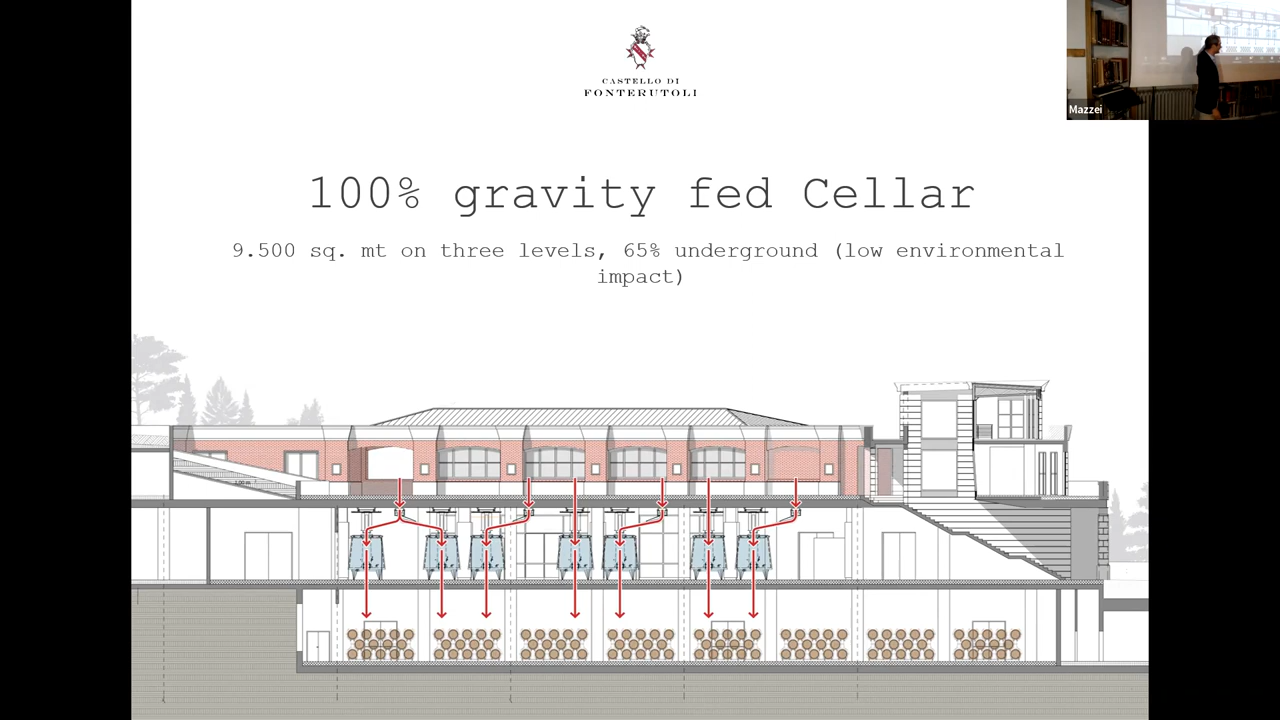 CASTELLO DI
FONTERUTOLI
Mazzei
100% gravity fed Cellar
9.500 sq. mt on three levels, 65% underground (low environmental
impact)